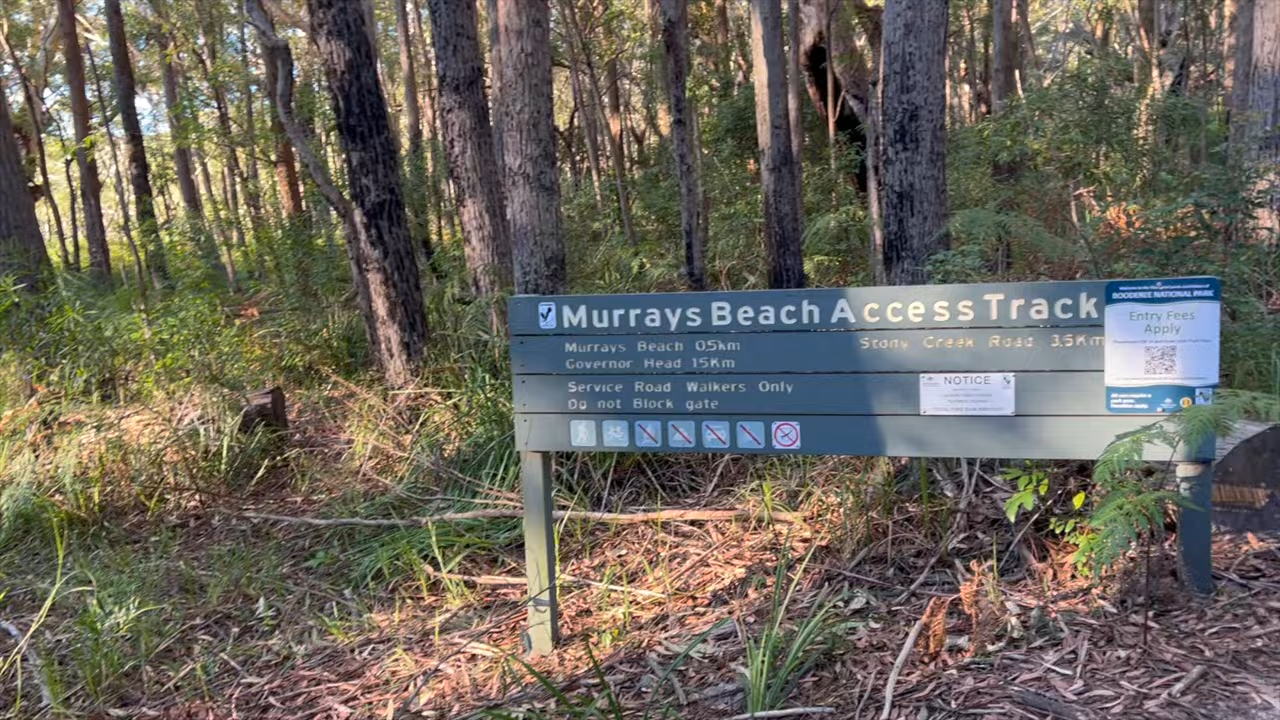 Murrays Beach Access Track
Murrays Beach 0.5km
Stony Creek Road 3.5Km
Governor Head 1.5Km
Service Road Walkers Only
Do not Block gate
NOTICE
BOODEREE NATIONAL PARK
Entry Fees
Apply